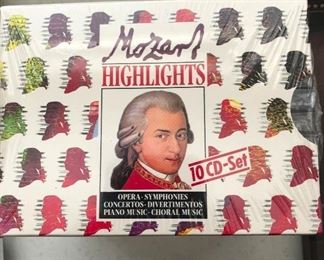 Mozart
HIGHLIGHTS
10 CD-Set
OPERA-SYMPHONIES
CONCERTOS-DIVERTIMENTOS
PIANO MUSIC-CHORAL MUSIC